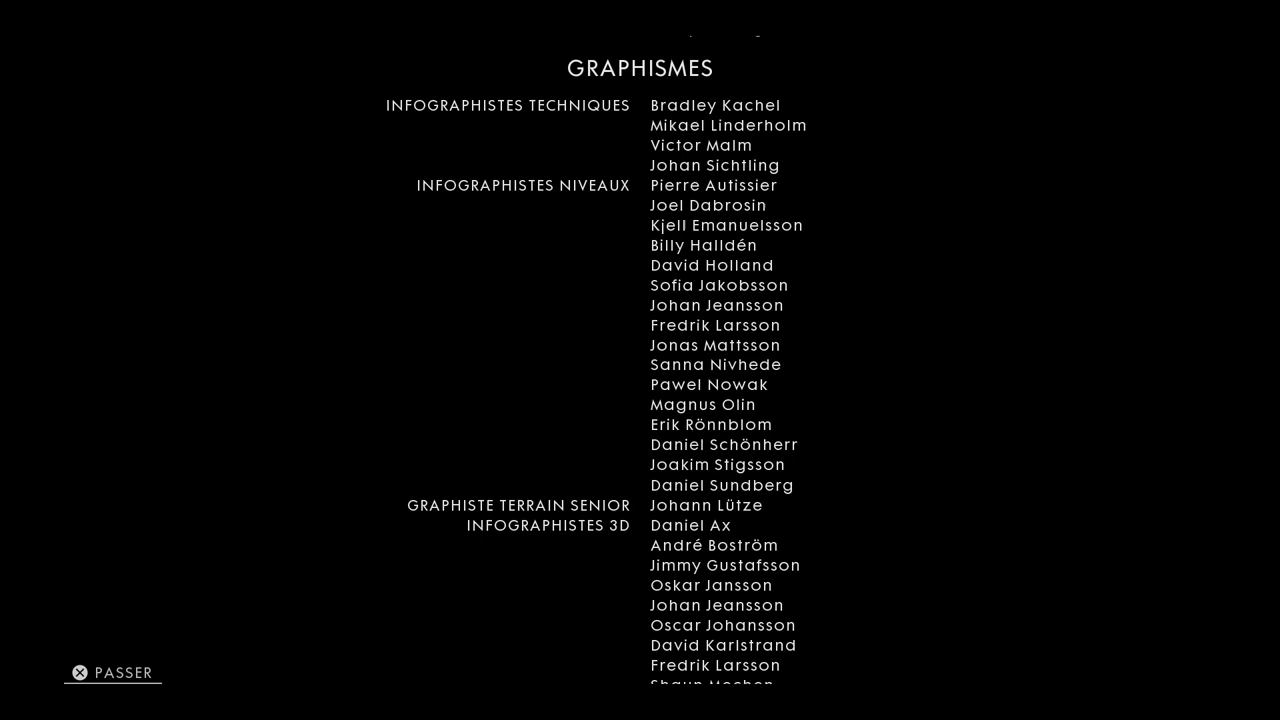 GRAPHISMES
INFOGRAPHISTES TECHNIQUES Bradley Kachel
Mikael Linderholm
Victor Malm
Johan Sichtling
INFOGRAPHISTES NIVEAUX Pierre Autissier
Joel Dabrosin
Kjell Emanuelsson
Billy Halldén
David Holland
Sofia Jakobsson
Johan Jeansson
Fredrik Larsson
Jonas Mattsson
Sanna Nivhede
Pawel Nowak
Magnus Olin
Erik Rönnblom
Daniel Schönherr
Joakim Stigsson
Daniel Sundberg
GRAPHISTE TERRAIN SENIOR Johann Lütze
INFOGRAPHISTES 3D Daniel Ax
André Boström
Jimmy Gustafsson
Oskar Jansson
Johan Jeansson
Oscar Johansson
David Karlstrand
Fredrik Larsson
PASSER